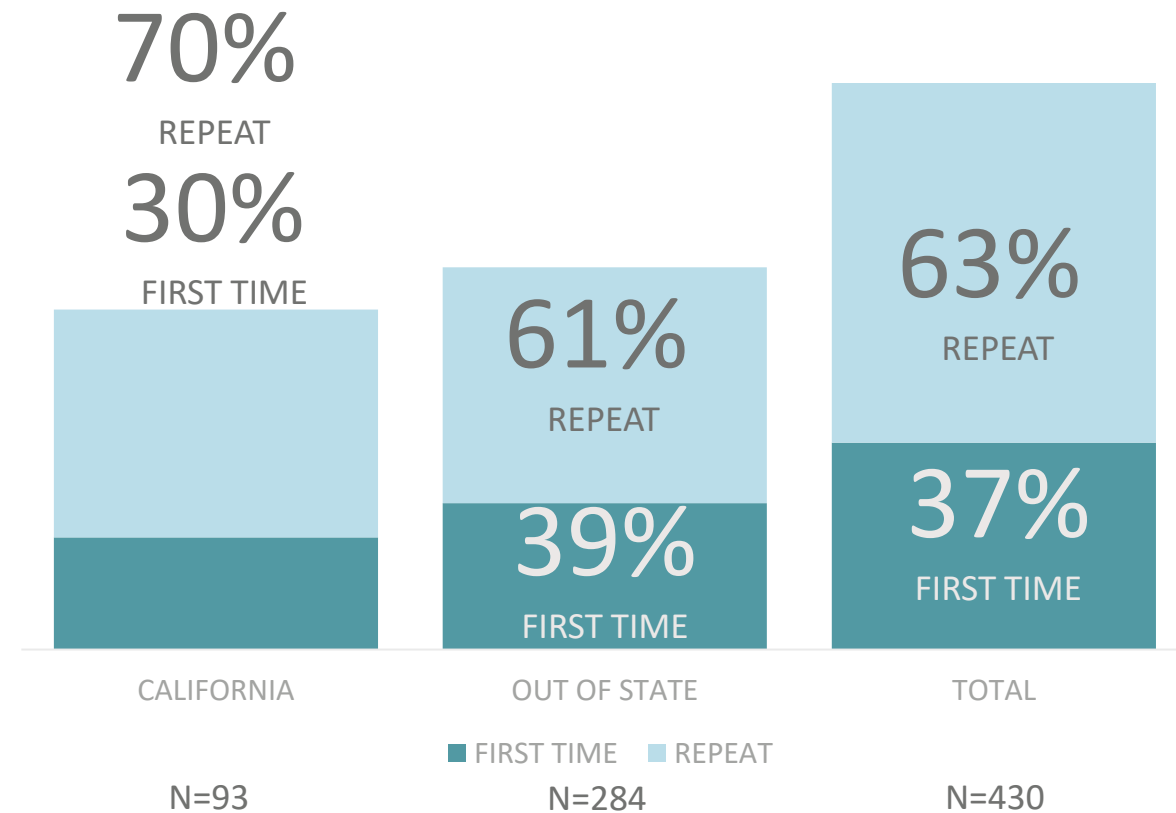 70%
REPEAT
30%
FIRST TIME
61%
REPEAT
39%
FIRST TIME
63%
REPEAT
37%
FIRST TIME
CALIFORNIA
OUT OF STATE
TOTAL
FIRST TIME
REPEAT
N=93
N=284
N=430